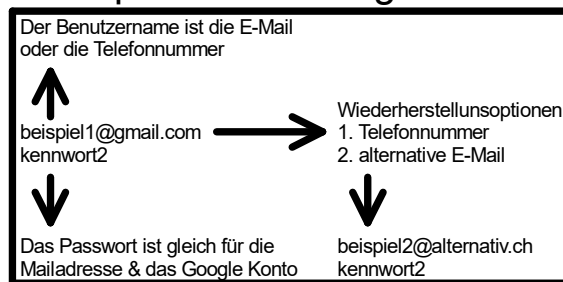 Der Benutzername ist die E-Mail
oder die Telefonnummer
beispiel1@gmail.com
kennwort2
Wiederherstellunsoptionen
1. Telefonnummer
2. alternative E-Mail
Das Passwort ist gleich für die
Mailadresse & das Google Konto
beispiel2@alternativ.ch
kennwort2